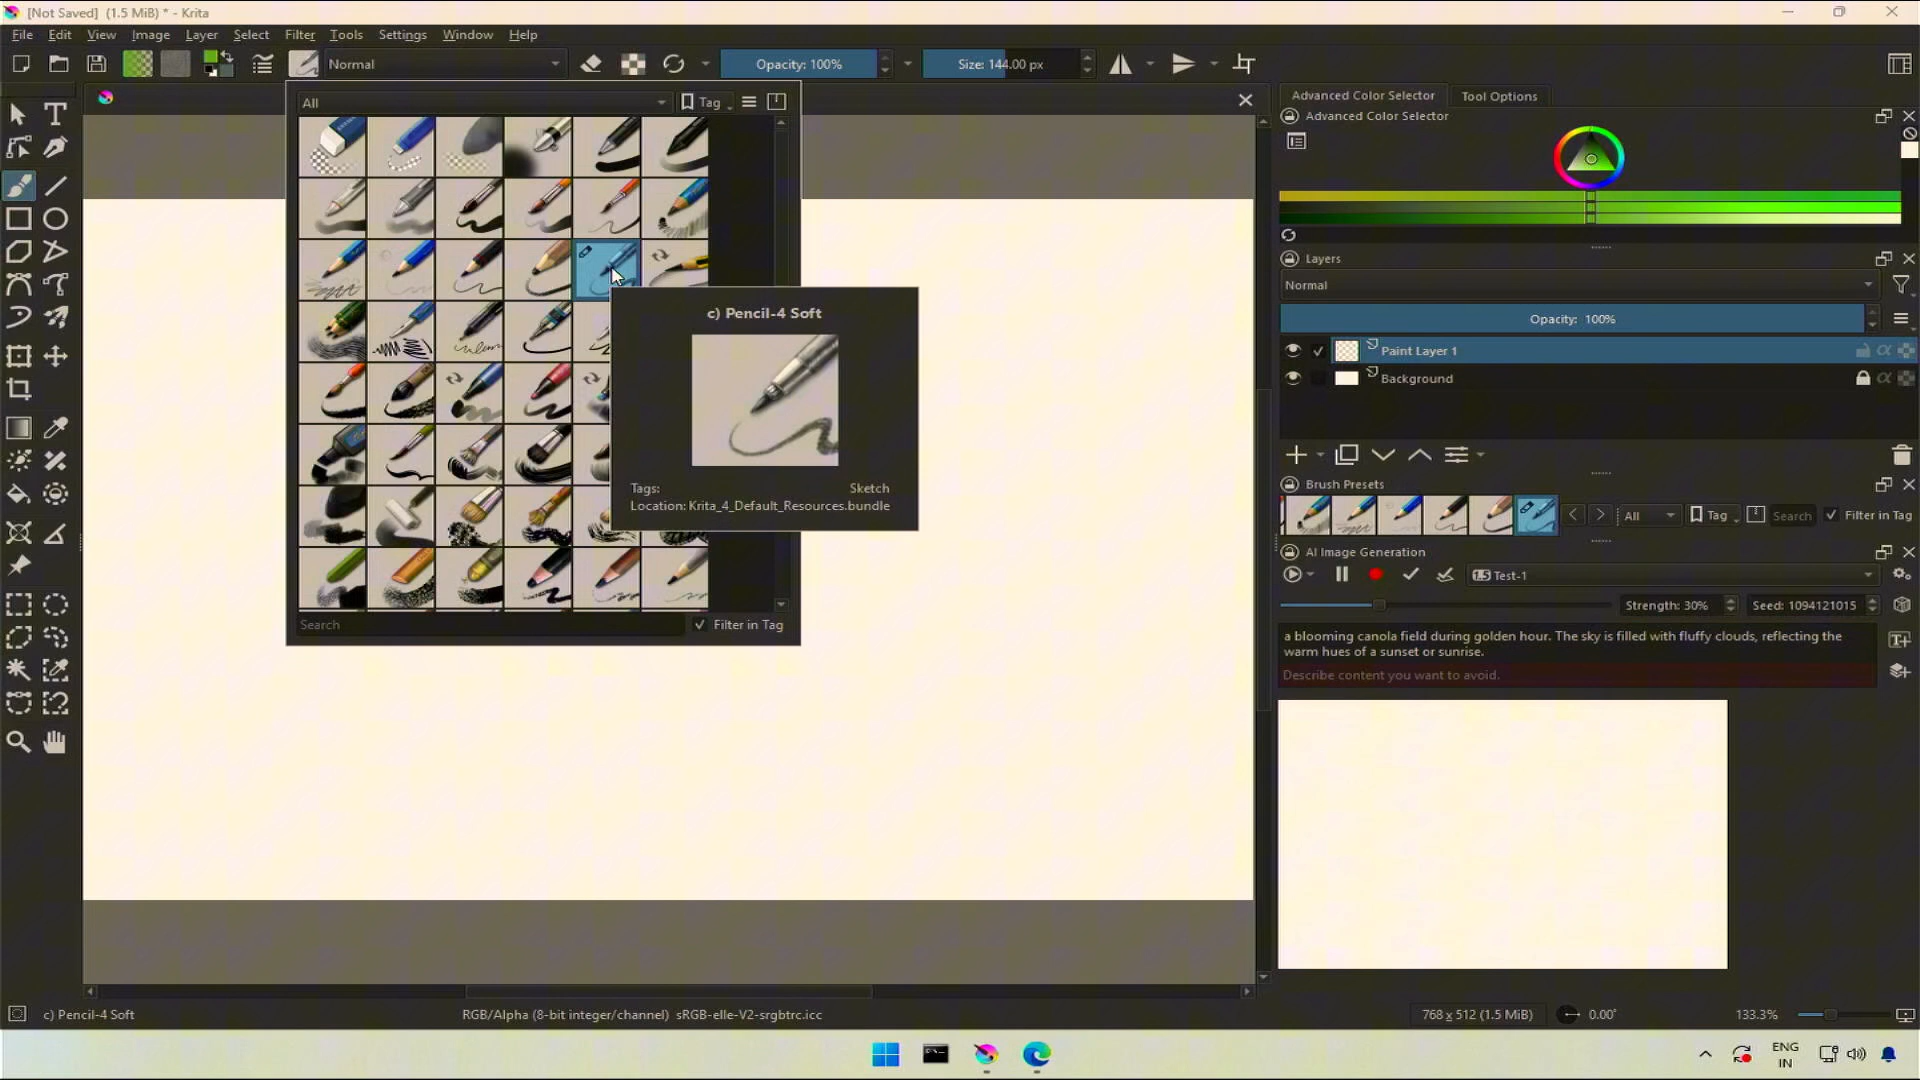 [Not Saved]  (1.5 MiB) * - Krita
File Edit View Image Layer Select Filter Tools Settings Window Help
Normal
Opacity: 100%
Size: 144.00 px
All
Tag
c) Pencil-4 Soft
Tags: Sketch
Location: Krita_4_Default_Resources.bundle
Search
Filter in Tag
Advanced Color Selector
Tool Options
Advanced Color Selector
Layers
Normal
Opacity: 100%
Paint Layer 1
Background
Brush Presets
All
Tag
Search
Filter in Tag
AI Image Generation
1.5 Test-1
Strength: 30%
Seed: 1094121015
a blooming canola field during golden hour. The sky is filled with fluffy clouds, reflecting the
warm hues of a sunset or sunrise.
Describe content you want to avoid.
c) Pencil-4 Soft
RGB/Alpha (8-bit integer/channel)  sRGB-elle-V2-srgbtrc.icc
768 x 512 (1.5 MiB)
0.00°
133.3%
ENG
IN